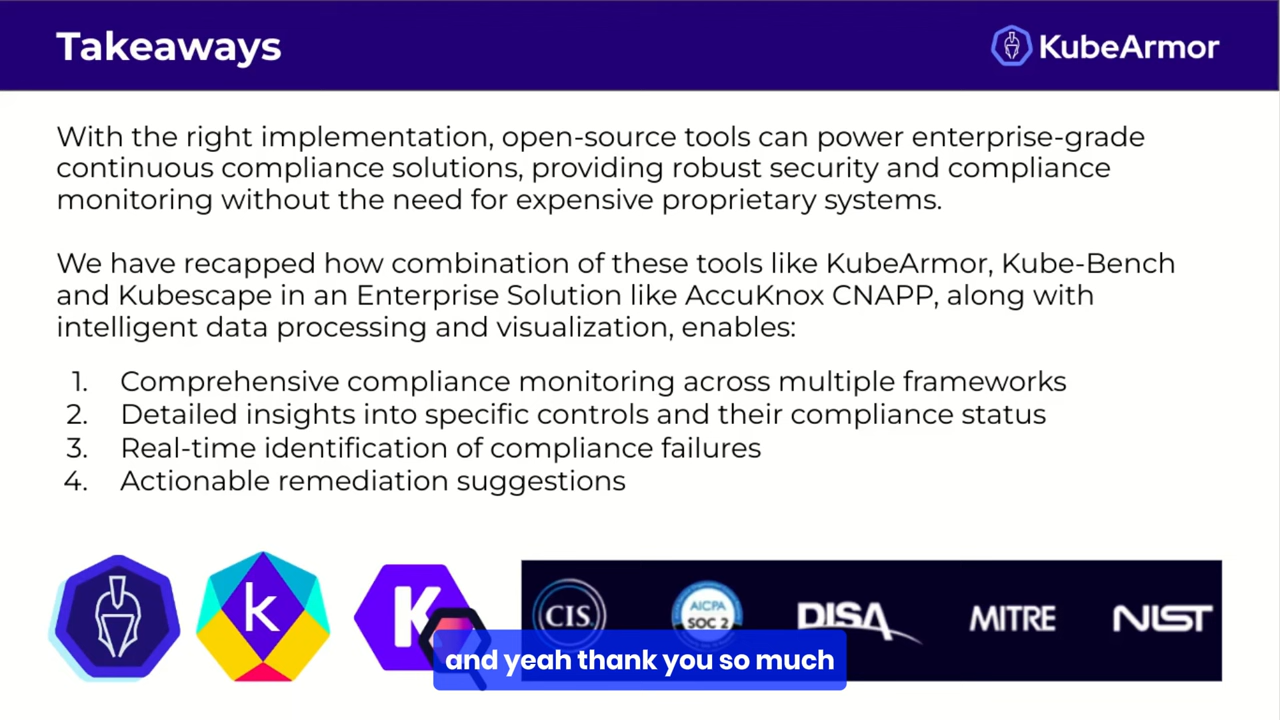 Takeaways
KubeArmor
With the right implementation, open-source tools can power enterprise-grade
continuous compliance solutions, providing robust security and compliance
monitoring without the need for expensive proprietary systems.
We have recapped how combination of these tools like KubeArmor, Kube-Bench
and Kubescape in an Enterprise Solution like AccuKnox CNAPP, along with
intelligent data processing and visualization, enables:
1. Comprehensive compliance monitoring across multiple frameworks
2. Detailed insights into specific controls and their compliance status
3. Real-time identification of compliance failures
4. Actionable remediation suggestions
k
K
CIS
AICPA
SOC 2
DISA
MITRE
NIST
and yeah thank you so much